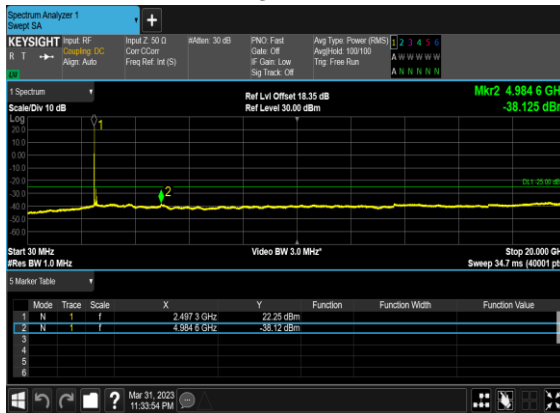 Spectrum Analyzer 1
Swept SA
+
KEYSIGHT Input: RF Input Z: 50 Ω #Atten: 30 dB PNO: Fast Avg Type: Power (RMS) 1 2 3 4 5 6
R T Coupling: DC Corr CCorr Gate: Off Avg|Hold: 100/100 A W W W W W
Align: Auto Freq Ref: Int (S) IF Gain: Low Trig: Free Run
Sig Track: Off A N N N N N
1 Spectrum Ref Lvl Offset 18.35 dB Mkr2 4.984 6 GH
Scale/Div 10 dB Ref Level 30.00 dBm -38.125 dBr
Log
20.0
10.0
0.00
-10.0
-20.0
-30.0
-40.0
-50.0
-60.0
1
2
Start 30 MHz Video BW 3.0 MHz* Stop 20.000 GH
#Res BW 1.0 MHz Sweep 34.7 ms (40001 pts
5 Marker Table
Mode Trace Scale X Y Function Function Width Function Value
1 N 1 f 2.497 3 GHz 22.25 dBm
2 N 1 f 4.984 6 GHz -38.12 dBm
3
4
5
6
? Mar 31, 2023
11:33:54 PM